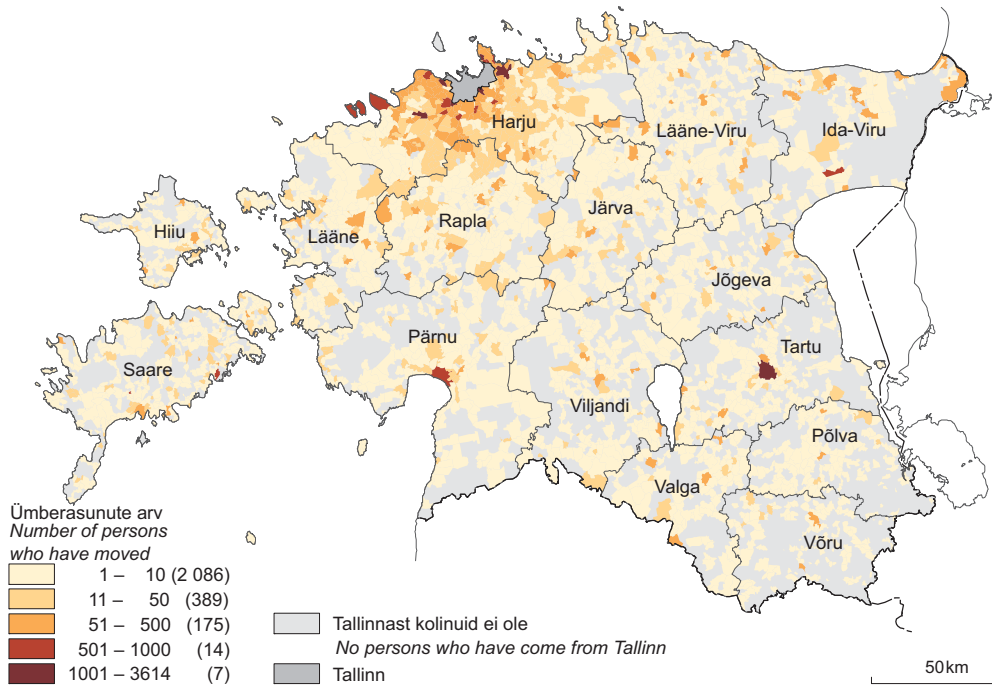 Harju
Lääne-Viru
Ida-Viru
Hiiu
Lääne
Rapla
Järva
Jõgeva
Saare
Pärnu
Viljandi
Tartu
Põlva
Valga
Võru
Ümberasunute arv
Number of persons
who have moved
1 – 10 (2 086)
11 – 50 (389)
51 – 500 (175)
501 – 1000 (14)
1001 – 3614 (7)
Tallinnast kolinuid ei ole
No persons who have come from Tallinn
Tallinn
50 km